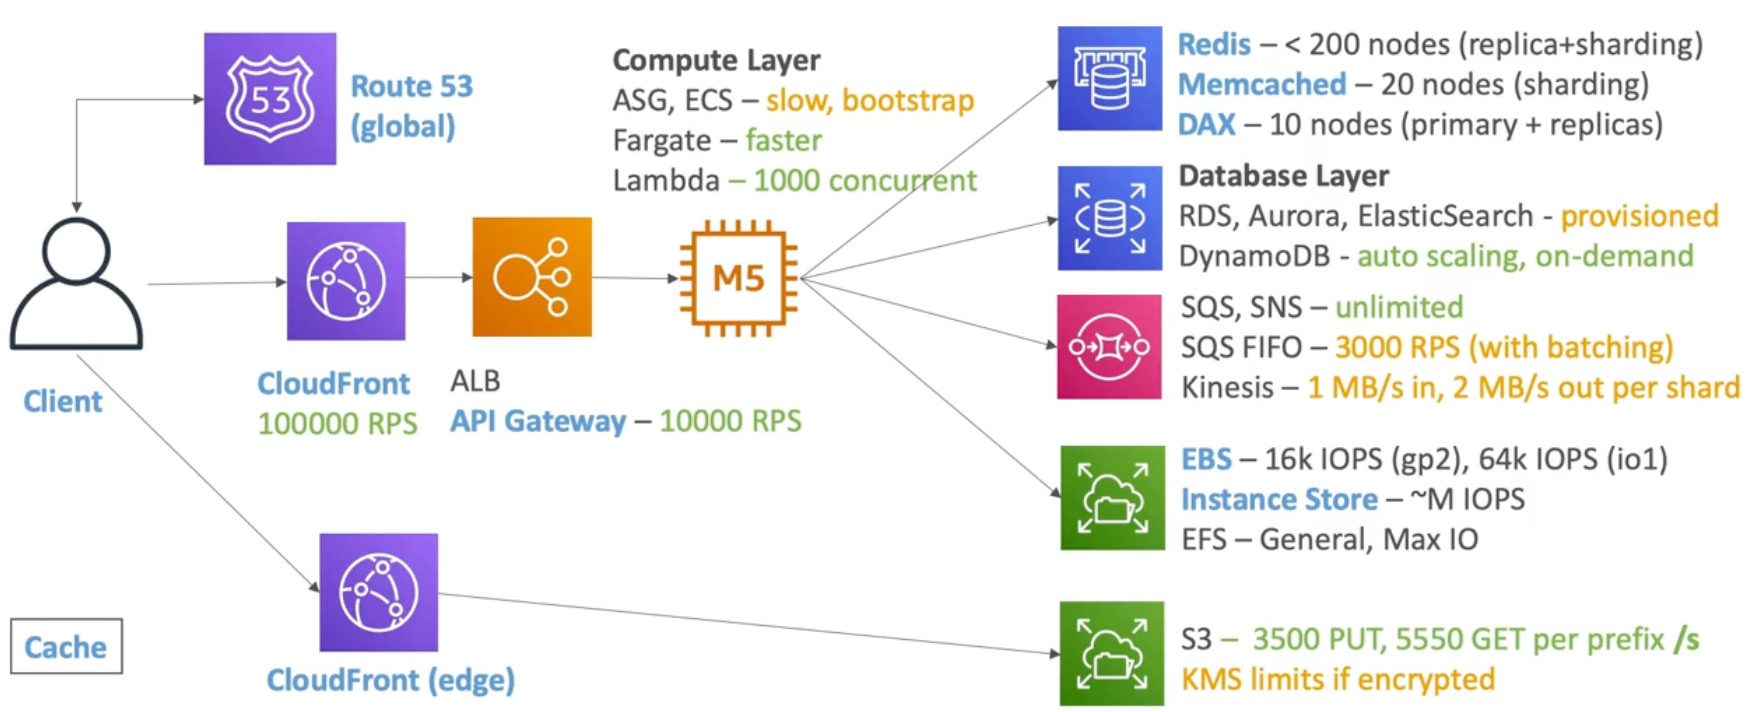 53
Route 53
(global)
Compute Layer
ASG, ECS – slow, bootstrap
Fargate – faster
Lambda – 1000 concurrent
Client
CloudFront
100000 RPS
ALB
API Gateway – 10000 RPS
M5
Redis – < 200 nodes (replica+sharding)
Memcached – 20 nodes (sharding)
DAX – 10 nodes (primary + replicas)
Database Layer
RDS, Aurora, ElasticSearch - provisioned
DynamoDB - auto scaling, on-demand
SQS, SNS – unlimited
SQS FIFO – 3000 RPS (with batching)
Kinesis – 1 MB/s in, 2 MB/s out per shard
EBS – 16k IOPS (gp2), 64k IOPS (io1)
Instance Store – ~M IOPS
EFS – General, Max IO
Cache
CloudFront (edge)
S3 – 3500 PUT, 5550 GET per prefix /s
KMS limits if encrypted